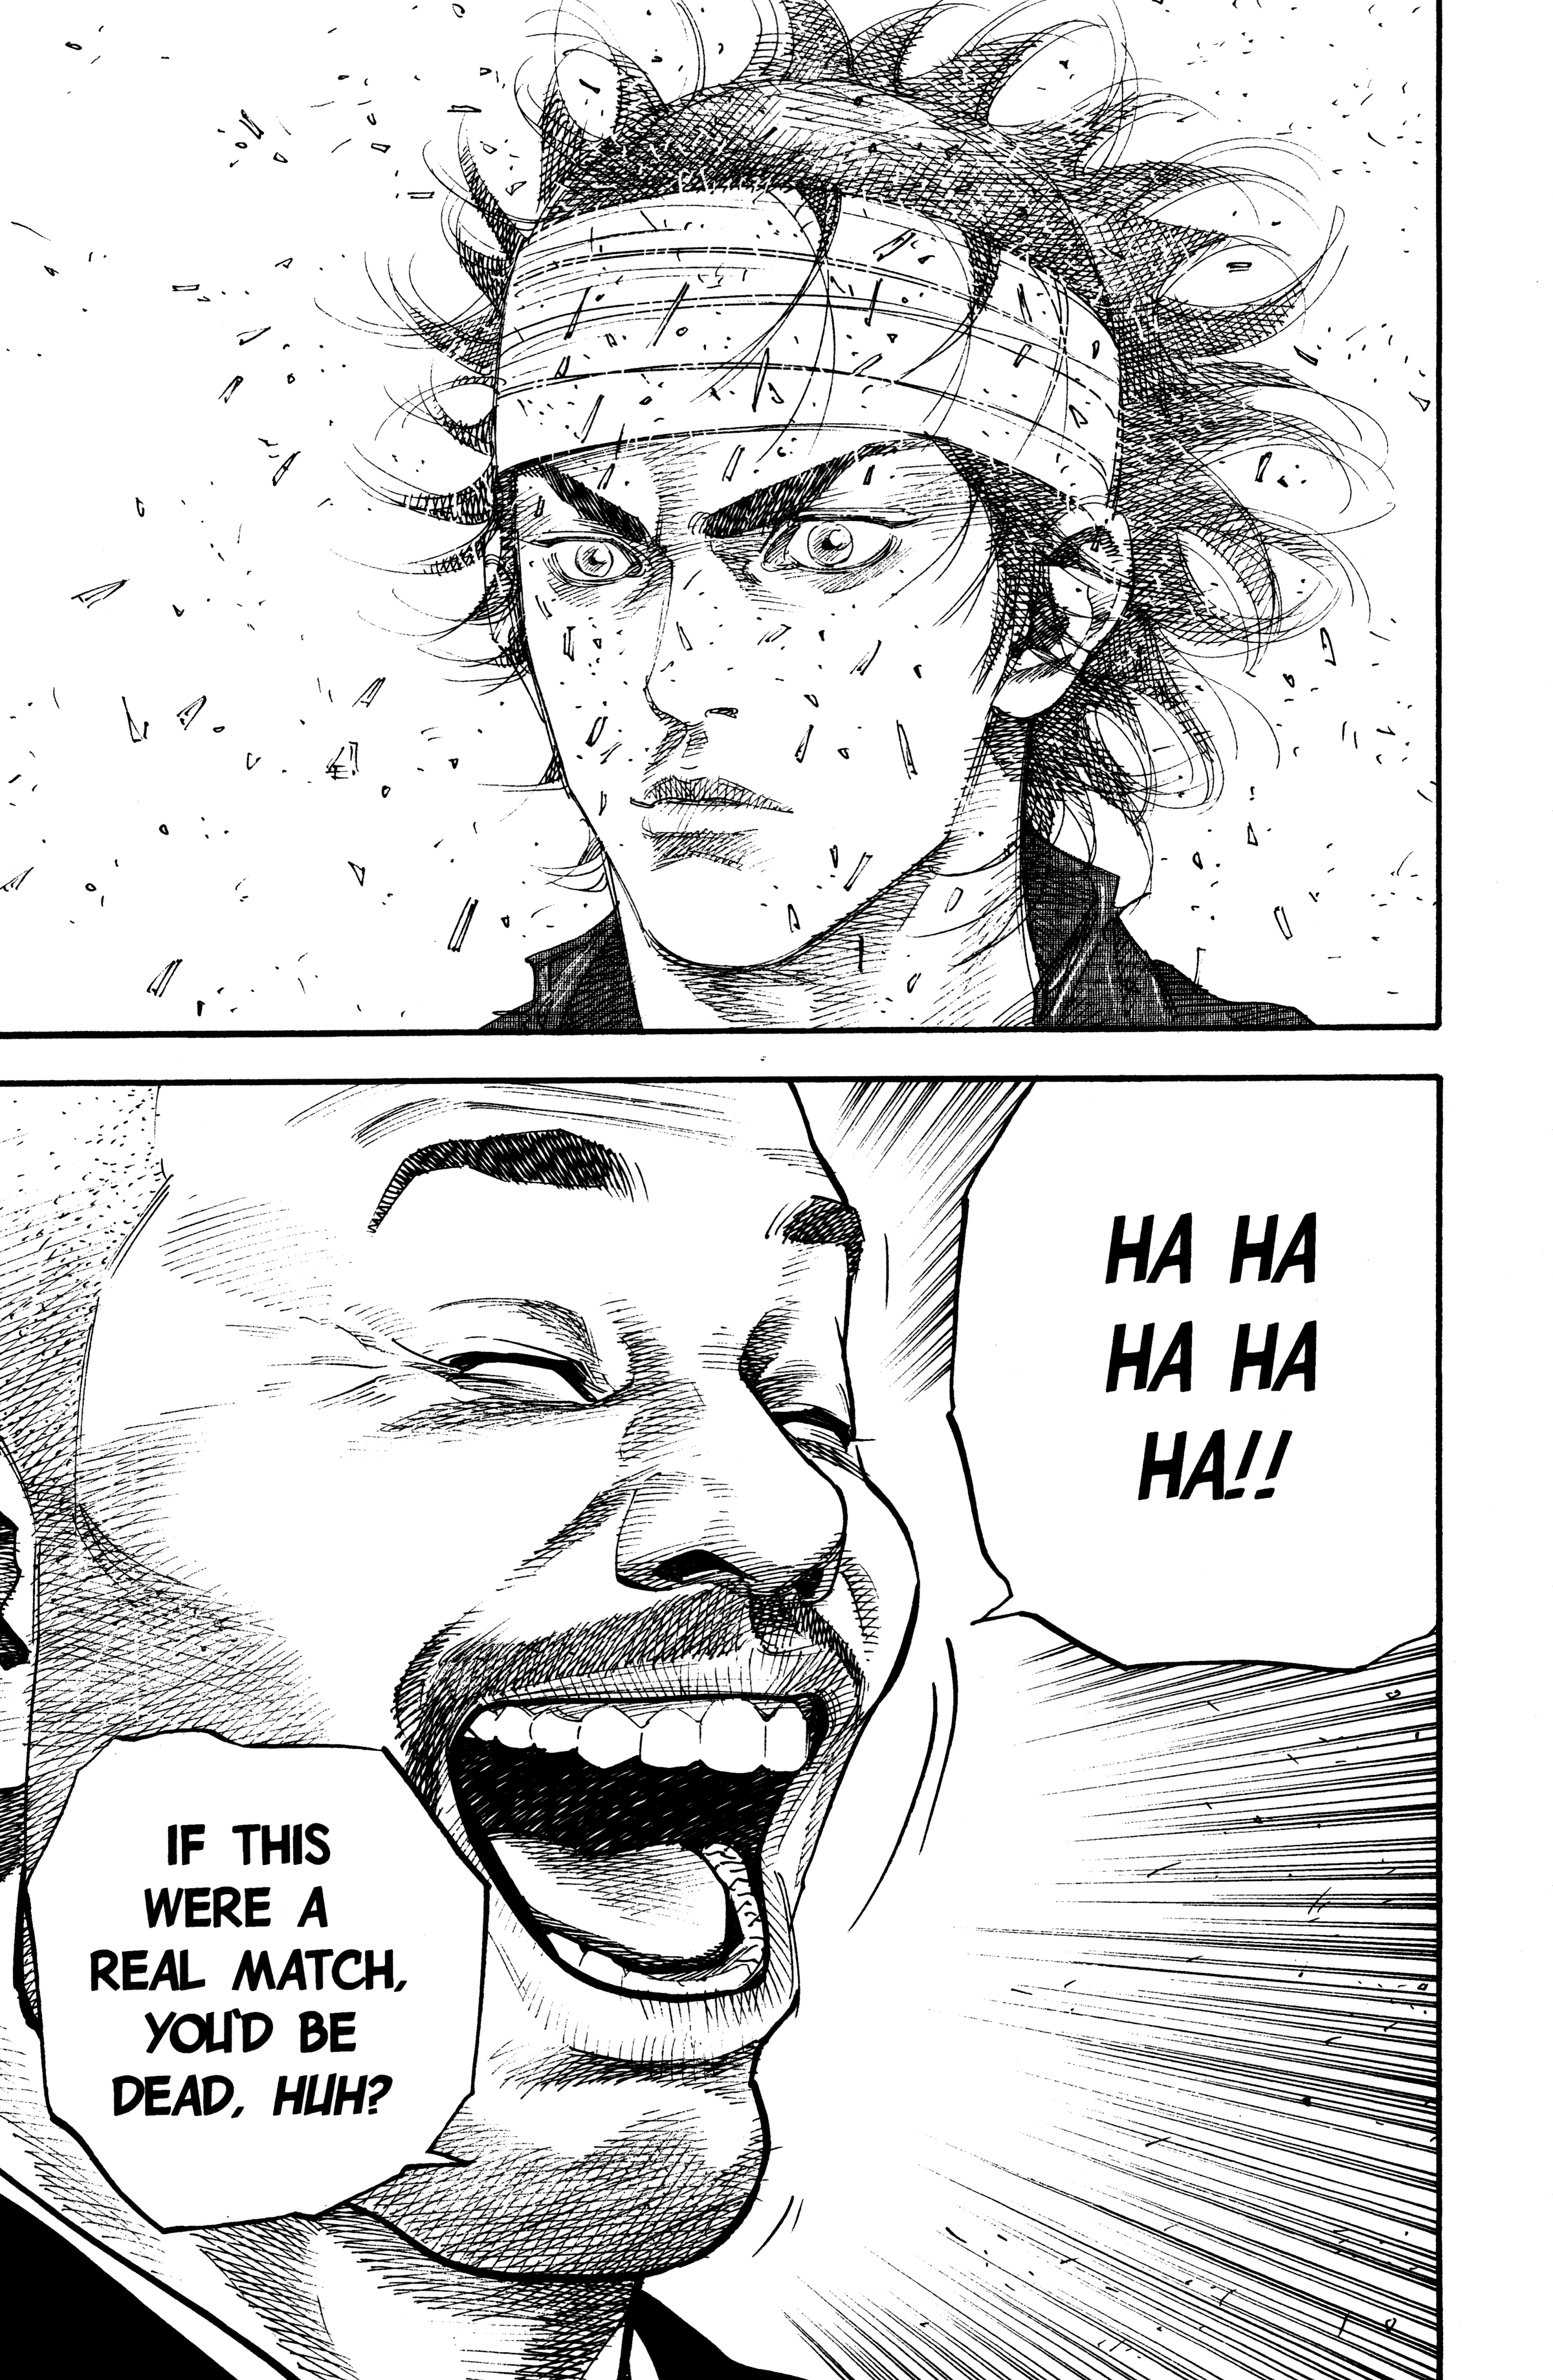 HA HA
HA HA
HA!!
IF THIS
WERE A
REAL MATCH,
YOU'D BE
DEAD, HUH?